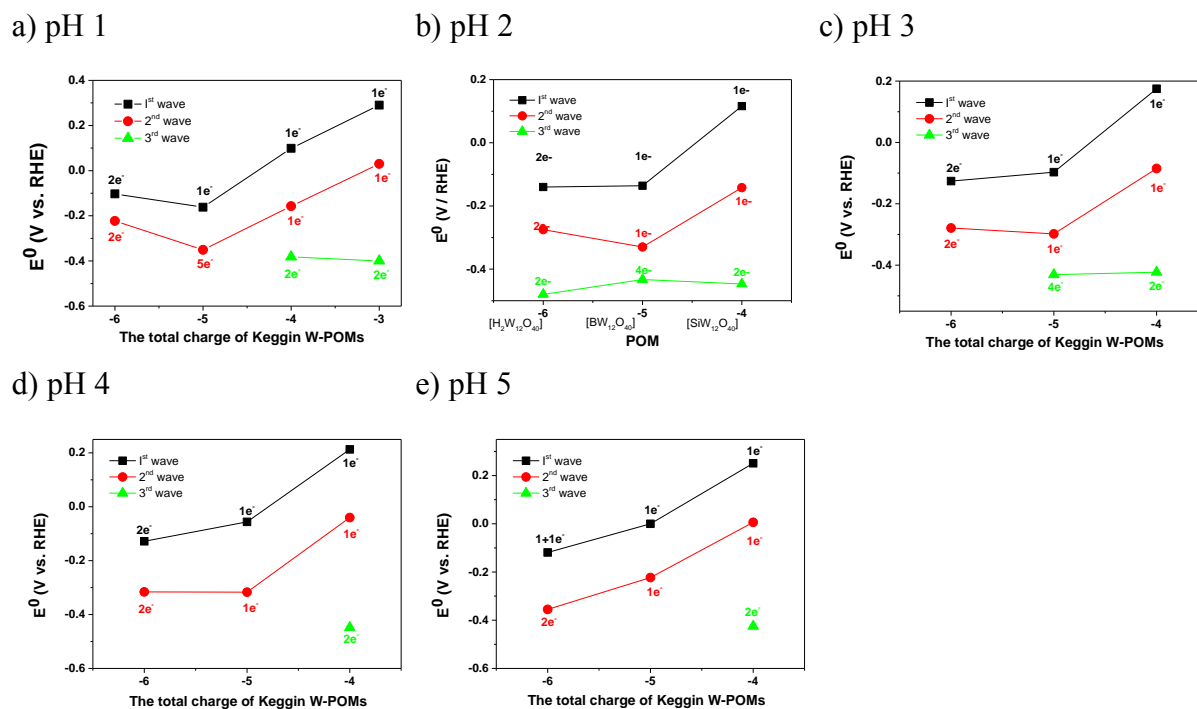 a) pH 1
b) pH 2
c) pH 3
E⁰ (V vs. RHE)
0.4
0.2
0.0
-0.2
-0.4
-0.6
Iˢᵗ wave
2ⁿᵈ wave
3ʳᵈ wave
2e⁻
1e⁻
1e⁻
1e⁻
2e⁻
5e⁻
1e⁻
1e⁻
2e⁻
2e⁻
-6
-5
-4
-3
The total charge of Keggin W-POMs
E⁰ (V / RHE)
0.2
0.0
-0.2
-0.4
Iˢᵗ wave
2ⁿᵈ wave
3ʳᵈ wave
2e-
1e-
1e-
2e-
1e-
1e-
2e-
4e-
2e-
-6
-5
-4
[H₂W₁₂O₄₀]
[BW₁₂O₄₀]
[SiW₁₂O₄₀]
POM
E⁰ (V vs. RHE)
0.2
0.0
-0.2
-0.4
Iˢᵗ wave
2ⁿᵈ wave
3ʳᵈ wave
2e⁻
1e⁻
1e⁻
2e⁻
1e⁻
1e⁻
4e⁻
2e⁻
-6
-5
-4
The total charge of Keggin W-POMs
d) pH 4
e) pH 5
E⁰ (V vs. RHE)
0.2
0.0
-0.2
-0.4
-0.6
Iˢᵗ wave
2ⁿᵈ wave
3ʳᵈ wave
2e⁻
1e⁻
1e⁻
2e⁻
1e⁻
1e⁻
2e⁻
-6
-5
-4
The total charge of Keggin W-POMs
E⁰ (V vs. RHE)
0.2
0.0
-0.2
-0.4
-0.6
Iˢᵗ wave
2ⁿᵈ wave
3ʳᵈ wave
1+1e⁻
1e⁻
1e⁻
2e⁻
1e⁻
1e⁻
2e⁻
-6
-5
-4
The total charge of Keggin W-POMs